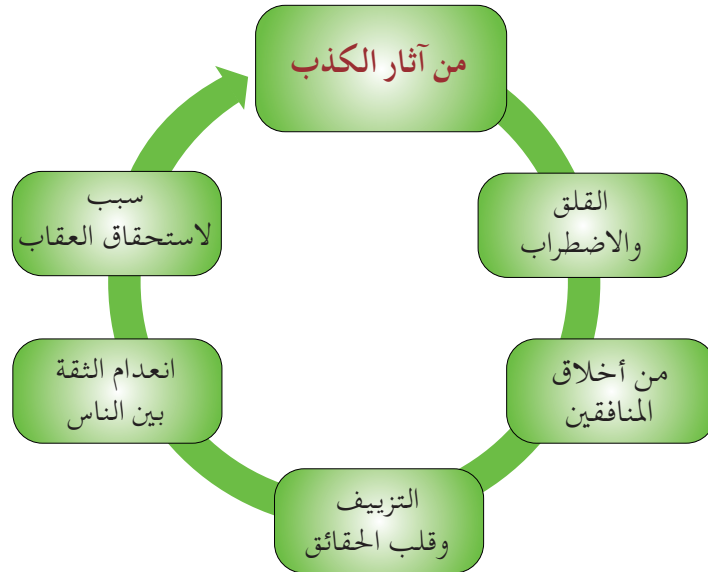 من آثار الكذب
القلق
والاضطراب
من أخلاق
المنافقين
التزييف
وقلب الحقائق
انعدام الثقة
بين الناس
سبب
لاستحقاق العقاب